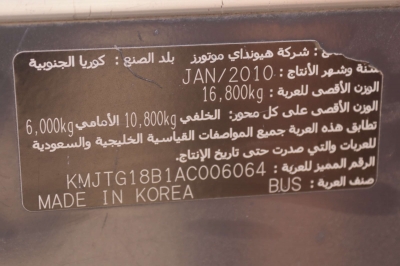 : شركة هيونداي موتورز بلد الصنع : كوريا الجنوبية
سنة وشهر الأنتاج : JAN/2010
الوزن الأقصى للعربة : 16,800kg
الوزن الأقصى على كل محور: الخلفي 10,800kg الأمامي 6,000kg
تطابق هذه العربة جميع المواصفات القياسية الخليجية والسعودية
للعربات والتي صدرت حتى تاريخ الإنتاج.
الرقم المميز للعربة : KMJTG18B1AC006064
صنف العربة : BUS MADE IN KOREA